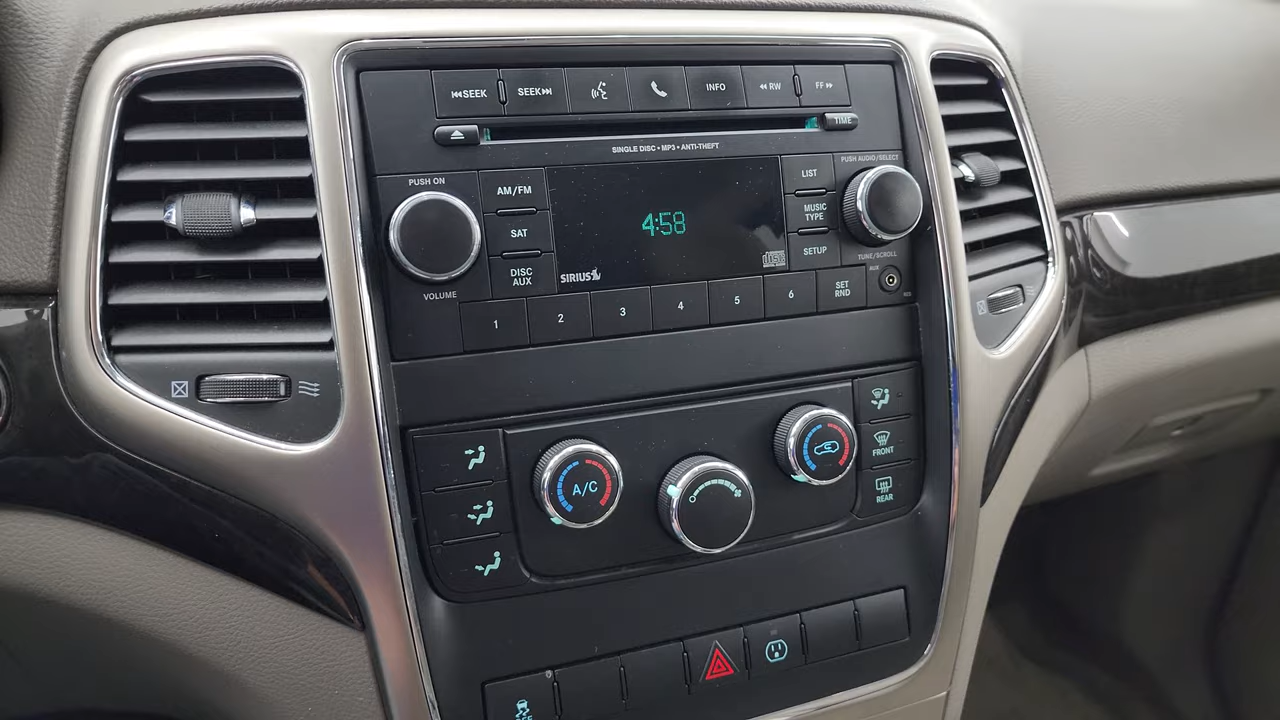 SEEK
SEEK
INFO
RW
FF
TIME
SINGLE DISC • MP3 • ANTI-THEFT
PUSH ON
AM/FM
SAT
DISC
AUX
VOLUME
4:58
SIRIUS
disc
LIST
MUSIC
TYPE
SETUP
PUSH AUDIO/SELECT
TUNE/SCROLL
AUX
1
2
3
4
5
6
SET
RND
A/C
FRONT
REAR